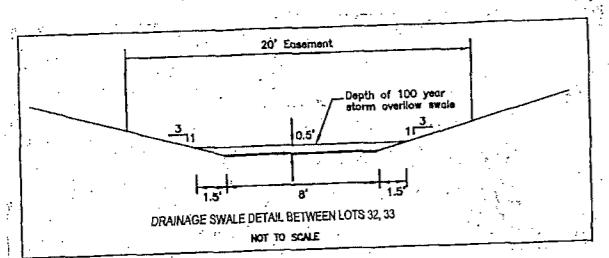 20' Easement
Depth of 100 year
storm overflow swale
3
1
0.5'
1
3
1.5'
8'
1.5'
DRAINAGE SWALE DETAIL BETWEEN LOTS 32, 33
NOT TO SCALE